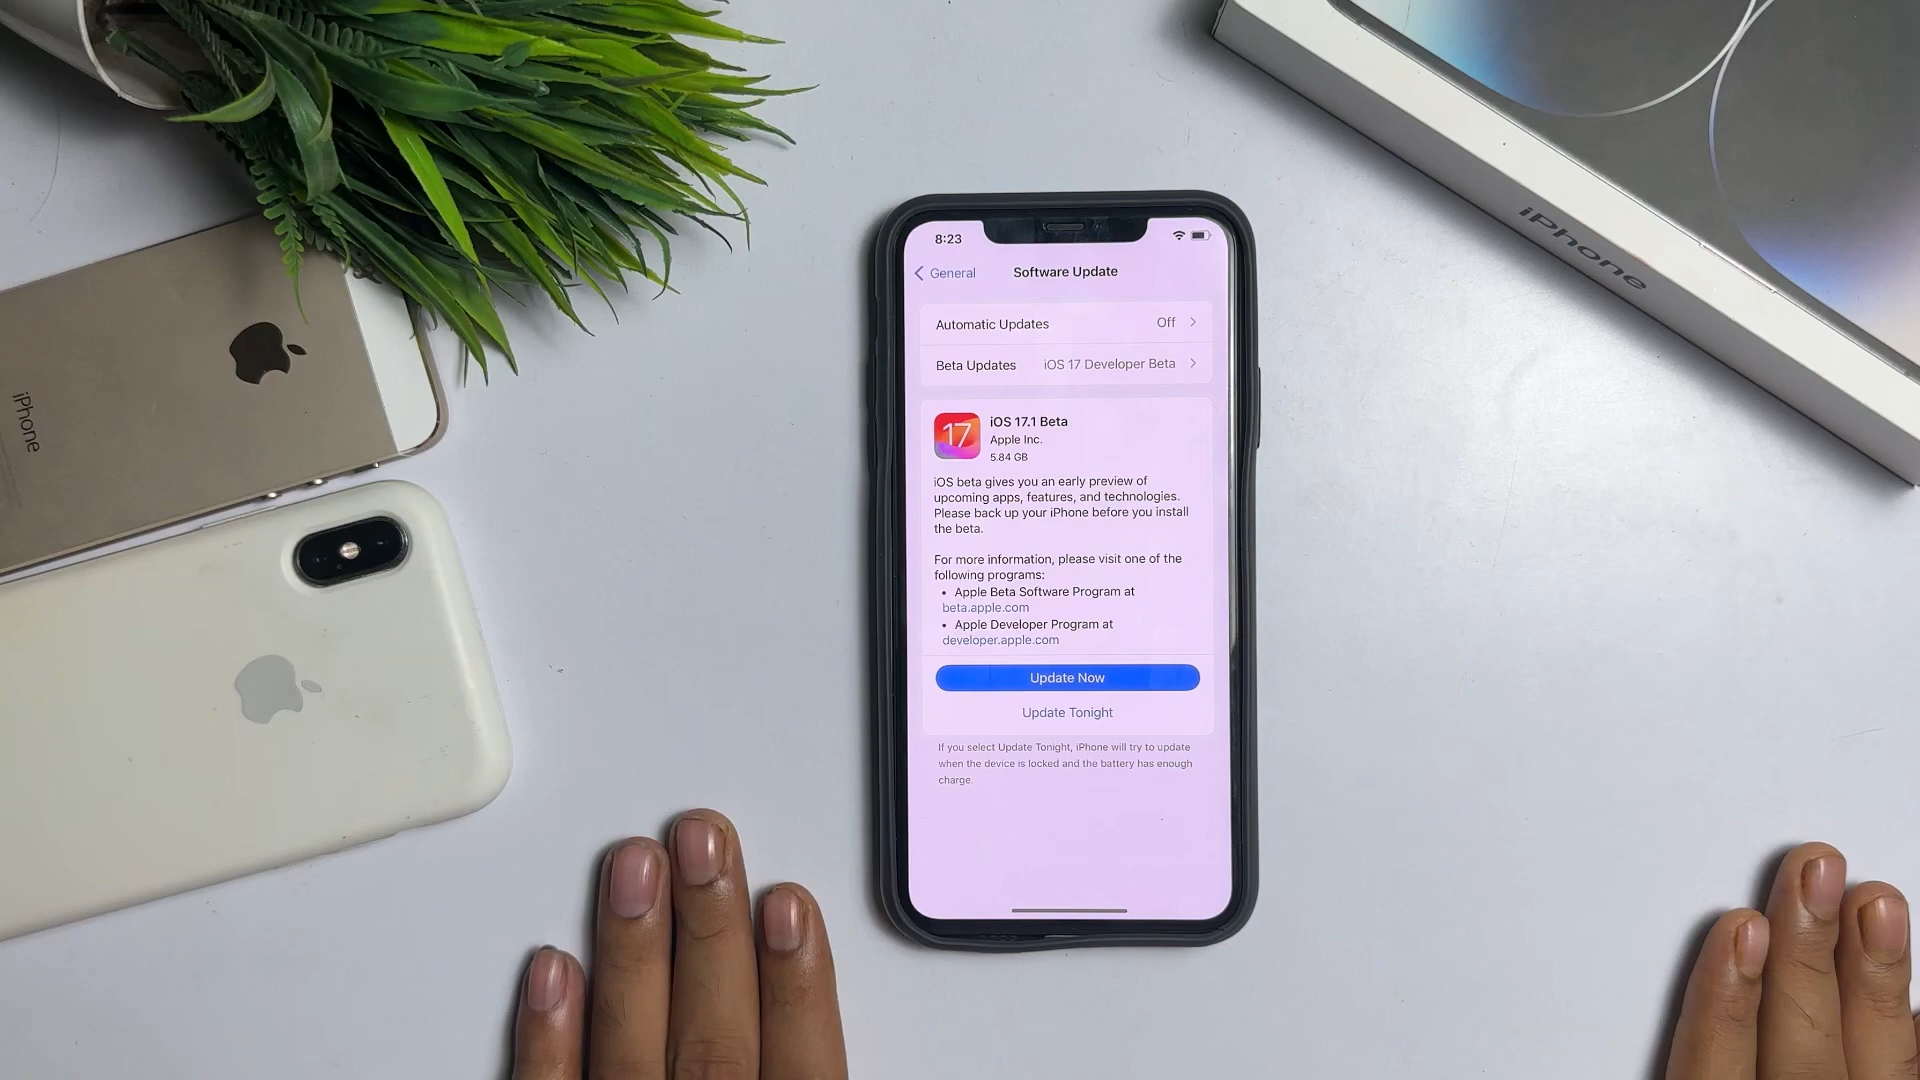 iPhone
8:23
General
Software Update
Automatic Updates Off
Beta Updates iOS 17 Developer Beta
17
iOS 17.1 Beta
Apple Inc.
5.84 GB
iOS beta gives you an early preview of
upcoming apps, features, and technologies.
Please back up your iPhone before you install
the beta.
For more information, please visit one of the
following programs:
• Apple Beta Software Program at
beta.apple.com
• Apple Developer Program at
developer.apple.com
Update Now
Update Tonight
If you select Update Tonight, iPhone will try to update
when the device is locked and the battery has enough
charge.
iPhone